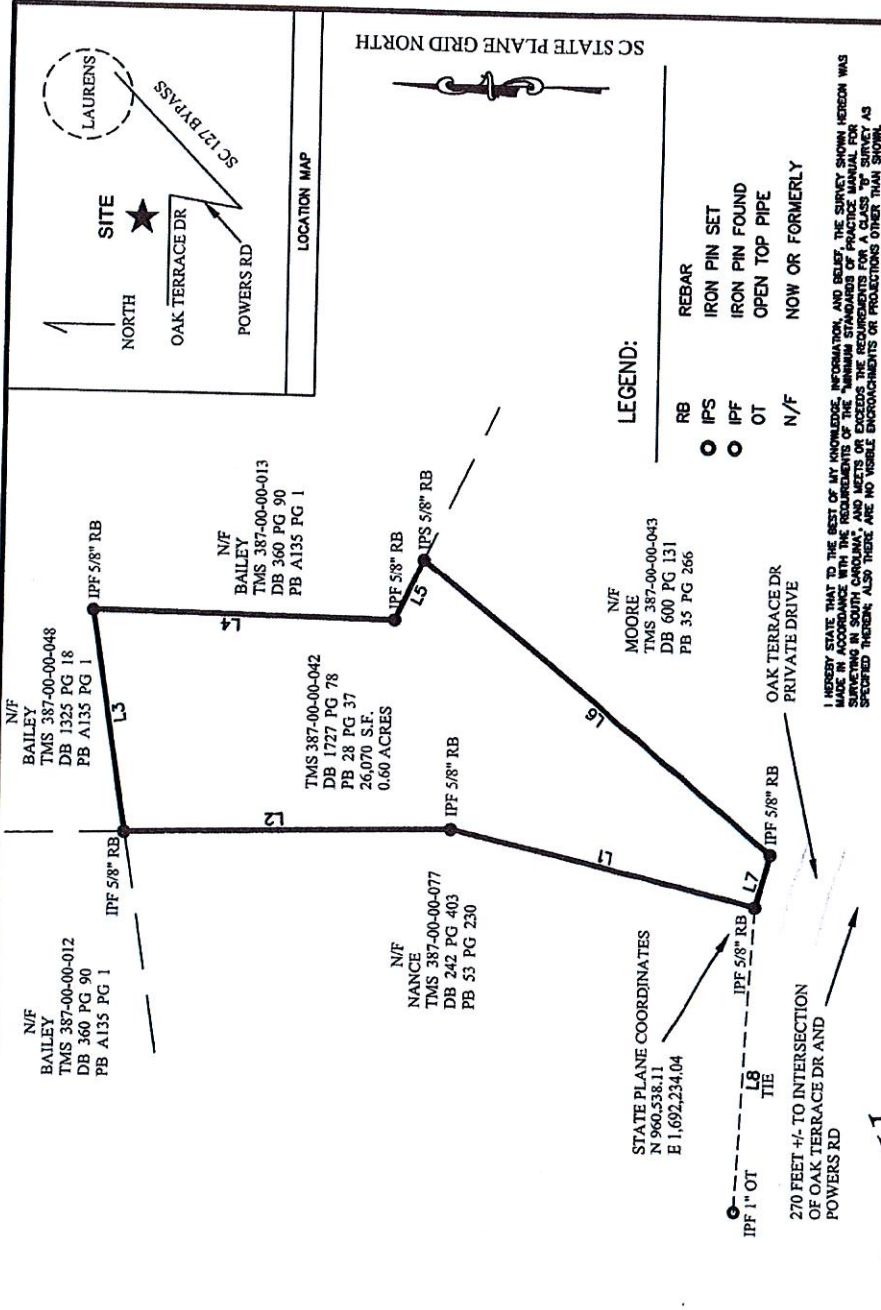 LAURENS
SC 127 BYPASS
SITE
NORTH
OAK TERRACE DR
POWERS RD
LOCATION MAP
SC STATE PLANE GRID NORTH
N/F
BAILEY
TMS 387-00-00-012
DB 360 PG 90
PB A135 PG 1
N/F
BAILEY
TMS 387-00-00-048
DB 1325 PG 18
PB A135 PG 1
IPF 5/8" RB
L3
IPF 5/8" RB
L2
L4
N/F
BAILEY
TMS 387-00-00-013
DB 360 PG 90
PB A135 PG 1
TMS 387-00-00-042
DB 1727 PG 78
PB 28 PG 37
26,070 S.F.
0.60 ACRES
IPF 5/8" RB
L5
IPS 5/8" RB
IPF 5/8" RB
N/F
NANCE
TMS 387-00-00-077
DB 242 PG 403
PB 53 PG 230
L1
L6
N/F
MOORE
TMS 387-00-00-043
DB 600 PG 131
PB 35 PG 266
LEGEND:
RB REBAR
IPS IRON PIN SET
IPF IRON PIN FOUND
OT OPEN TOP PIPE
N/F NOW OR FORMERLY
STATE PLANE COORDINATES
N 960,538.11
E 1,692,234.04
IPF 5/8" RB
L7
IPF 5/8" RB
IPF 1" OT
L8
TIE
OAK TERRACE DR
PRIVATE DRIVE
270 FEET +/- TO INTERSECTION
OF OAK TERRACE DR AND
POWERS RD
I HEREBY STATE THAT TO THE BEST OF MY KNOWLEDGE, INFORMATION, AND BELIEF, THE SURVEY SHOWN HEREON WAS
MADE IN ACCORDANCE WITH THE REQUIREMENTS OF THE "MINIMUM STANDARDS OF PRACTICE MANUAL FOR
SURVEYING IN SOUTH CAROLINA", AND MEETS OR EXCEEDS THE REQUIREMENTS FOR A CLASS "B" SURVEY AS
SPECIFIED THEREIN; ALSO THERE ARE NO VISIBLE ENCROACHMENTS OR PROJECTIONS OTHER THAN SHOWN.